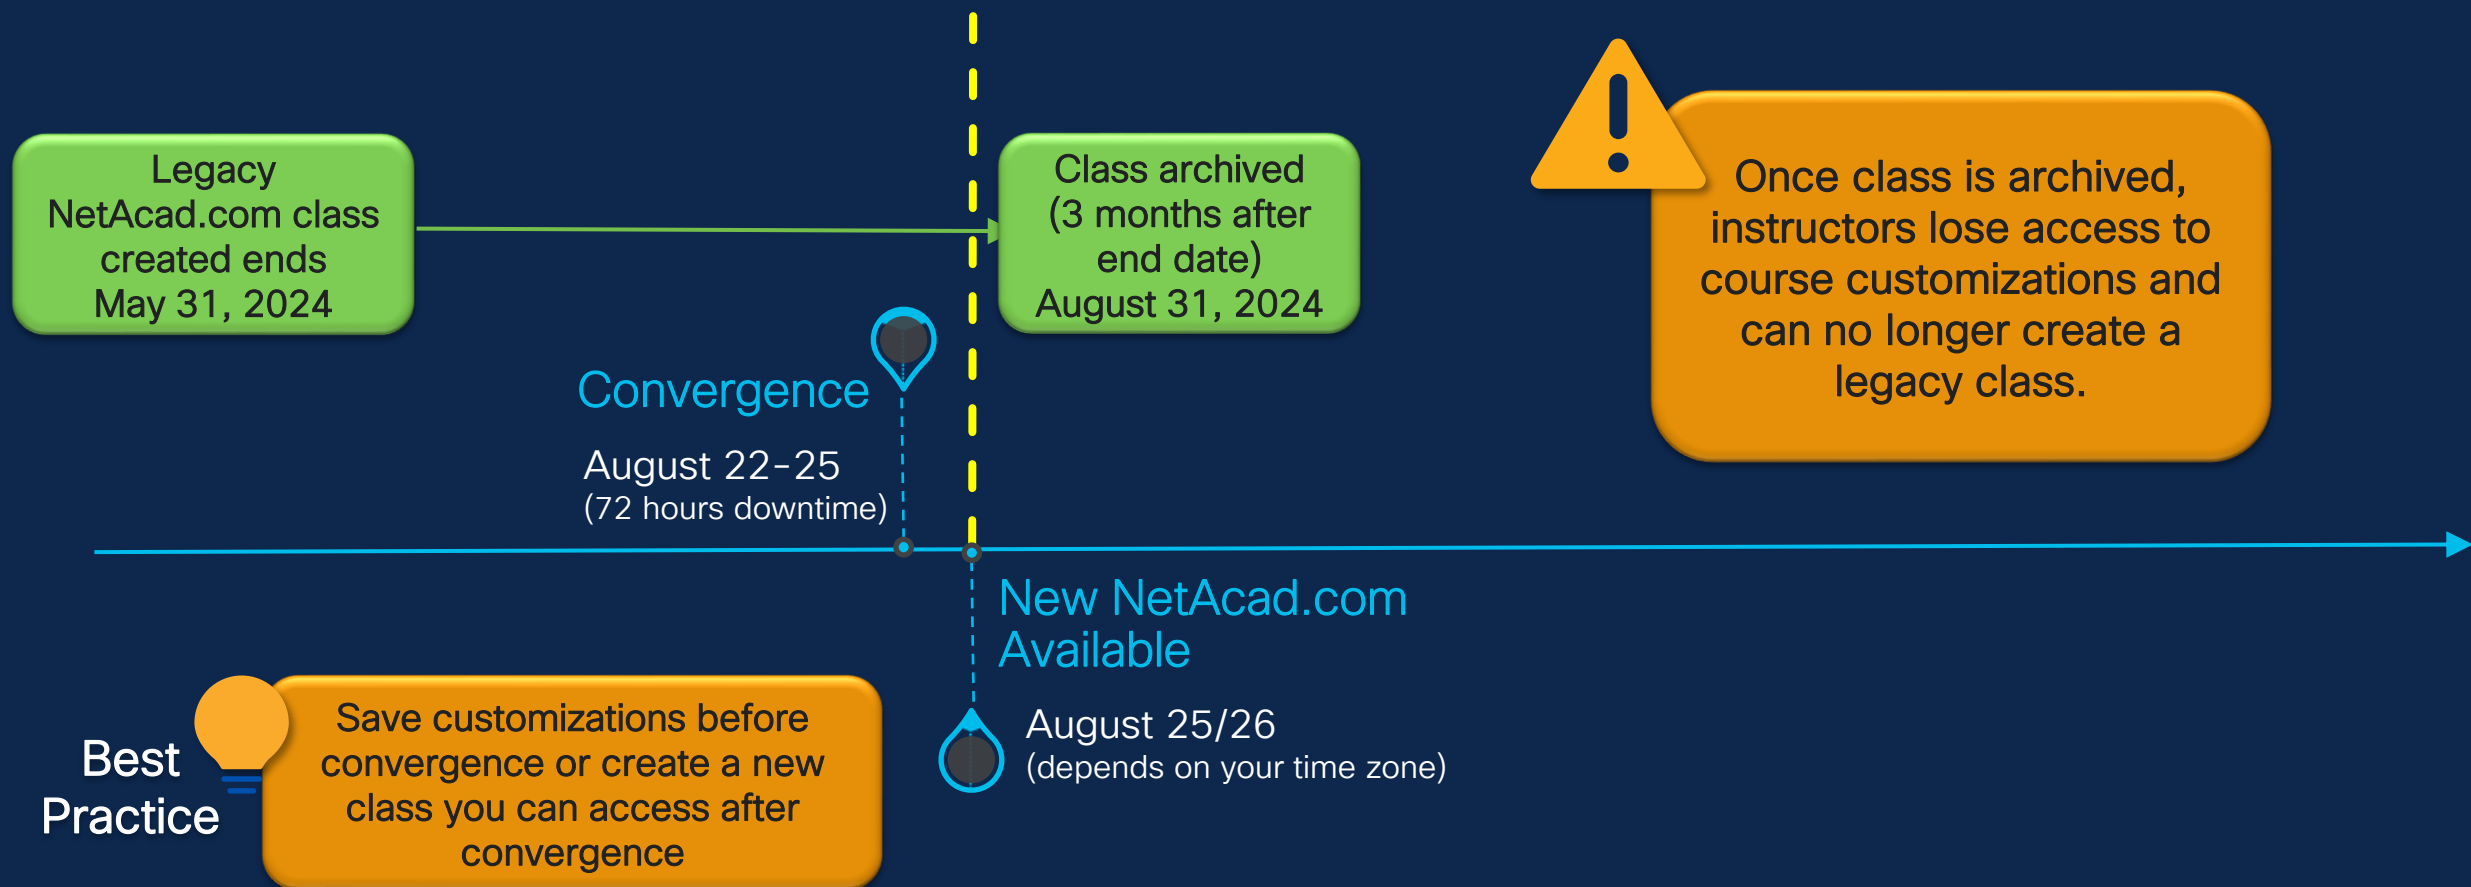 Legacy
NetAcad.com class
created ends
May 31, 2024
Class archived
(3 months after
end date)
August 31, 2024
Once class is archived,
instructors lose access to
course customizations and
can no longer create a
legacy class.
Convergence
August 22-25
(72 hours downtime)
New NetAcad.com
Available
August 25/26
(depends on your time zone)
Best
Practice
Save customizations before
convergence or create a new
class you can access after
convergence